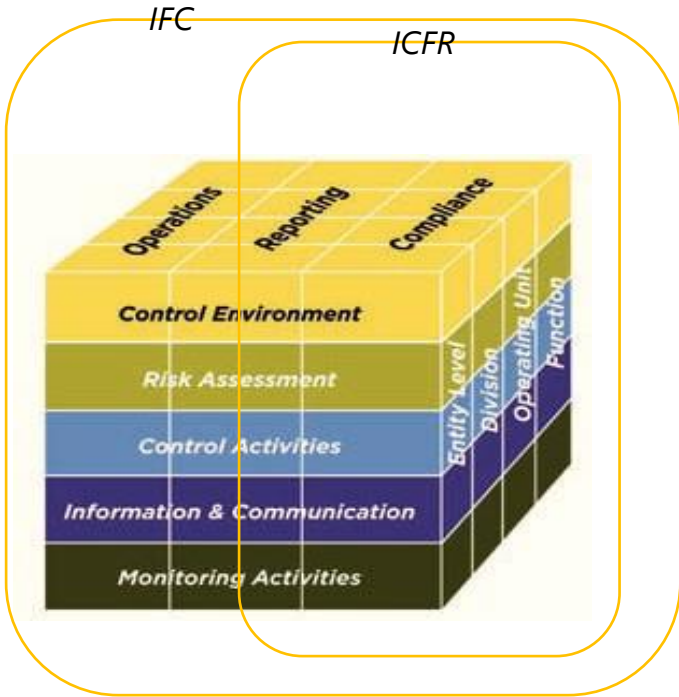 IFC
ICFR
Operations
Reporting
Compliance
Control Environment
Risk Assessment
Control Activities
Information & Communication
Monitoring Activities
Entity Level
Division
Operating Unit
Function